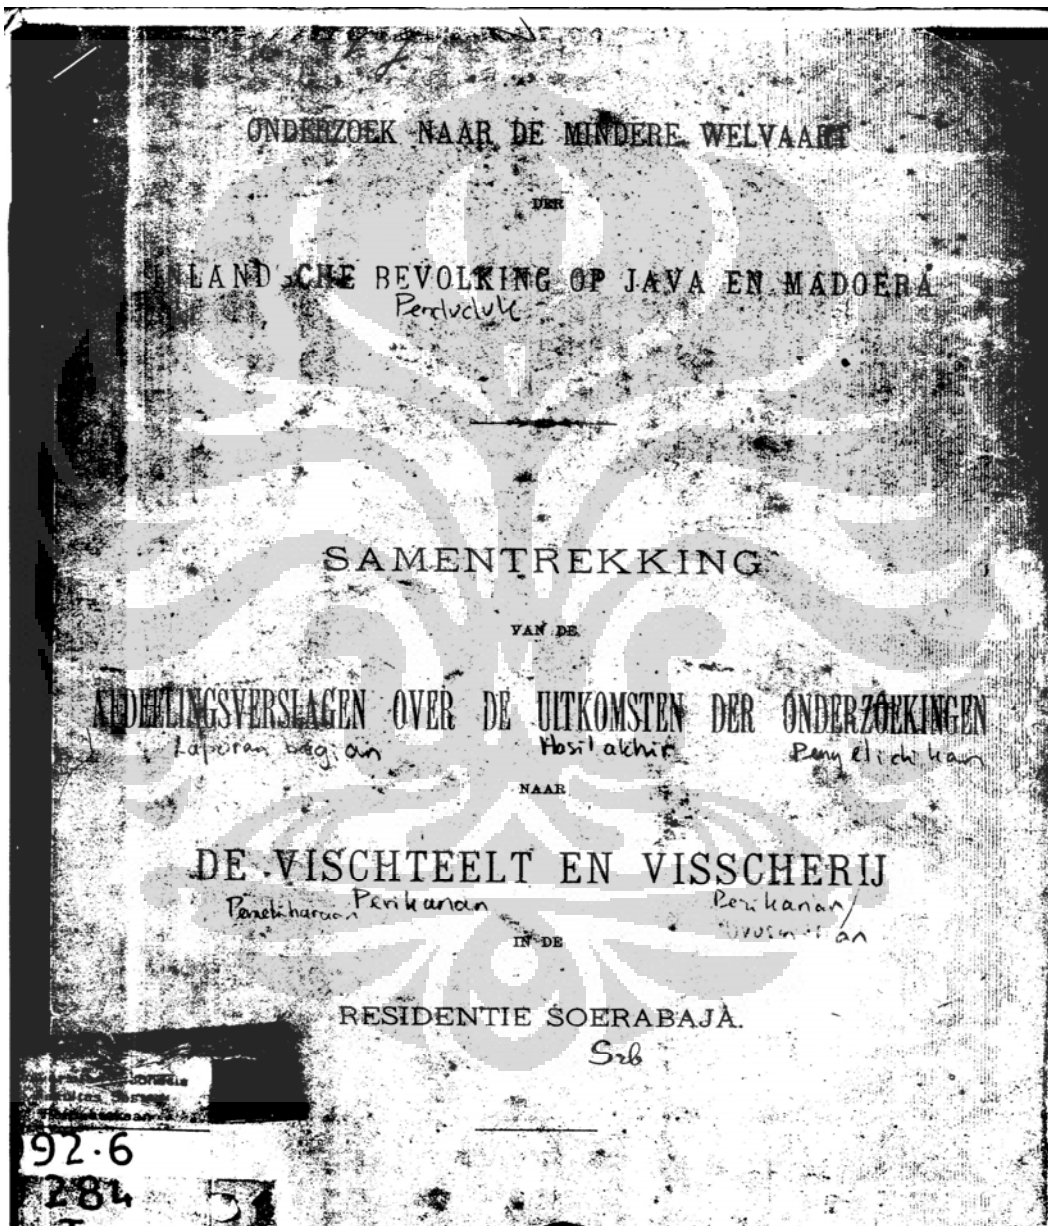 ONDERZOEK NAAR DE MINDERE WELVAART
DER
INLANDSCHE BEVOLKING OP JAVA EN MADOERA
Penduduk
SAMENTREKKING
VAN DE
AFDEELINGSVERSLAGEN OVER DE UITKOMSTEN DER ONDERZOEKINGEN
Laporan bagian Hasil akhir Penyelidikan
NAAR
DE VISCHTEELT EN VISSCHERIJ
Pemeliharaan Perikanan Perikanan/
IN DE
RESIDENTIE SOERABAJA.
Srb
92.6
284